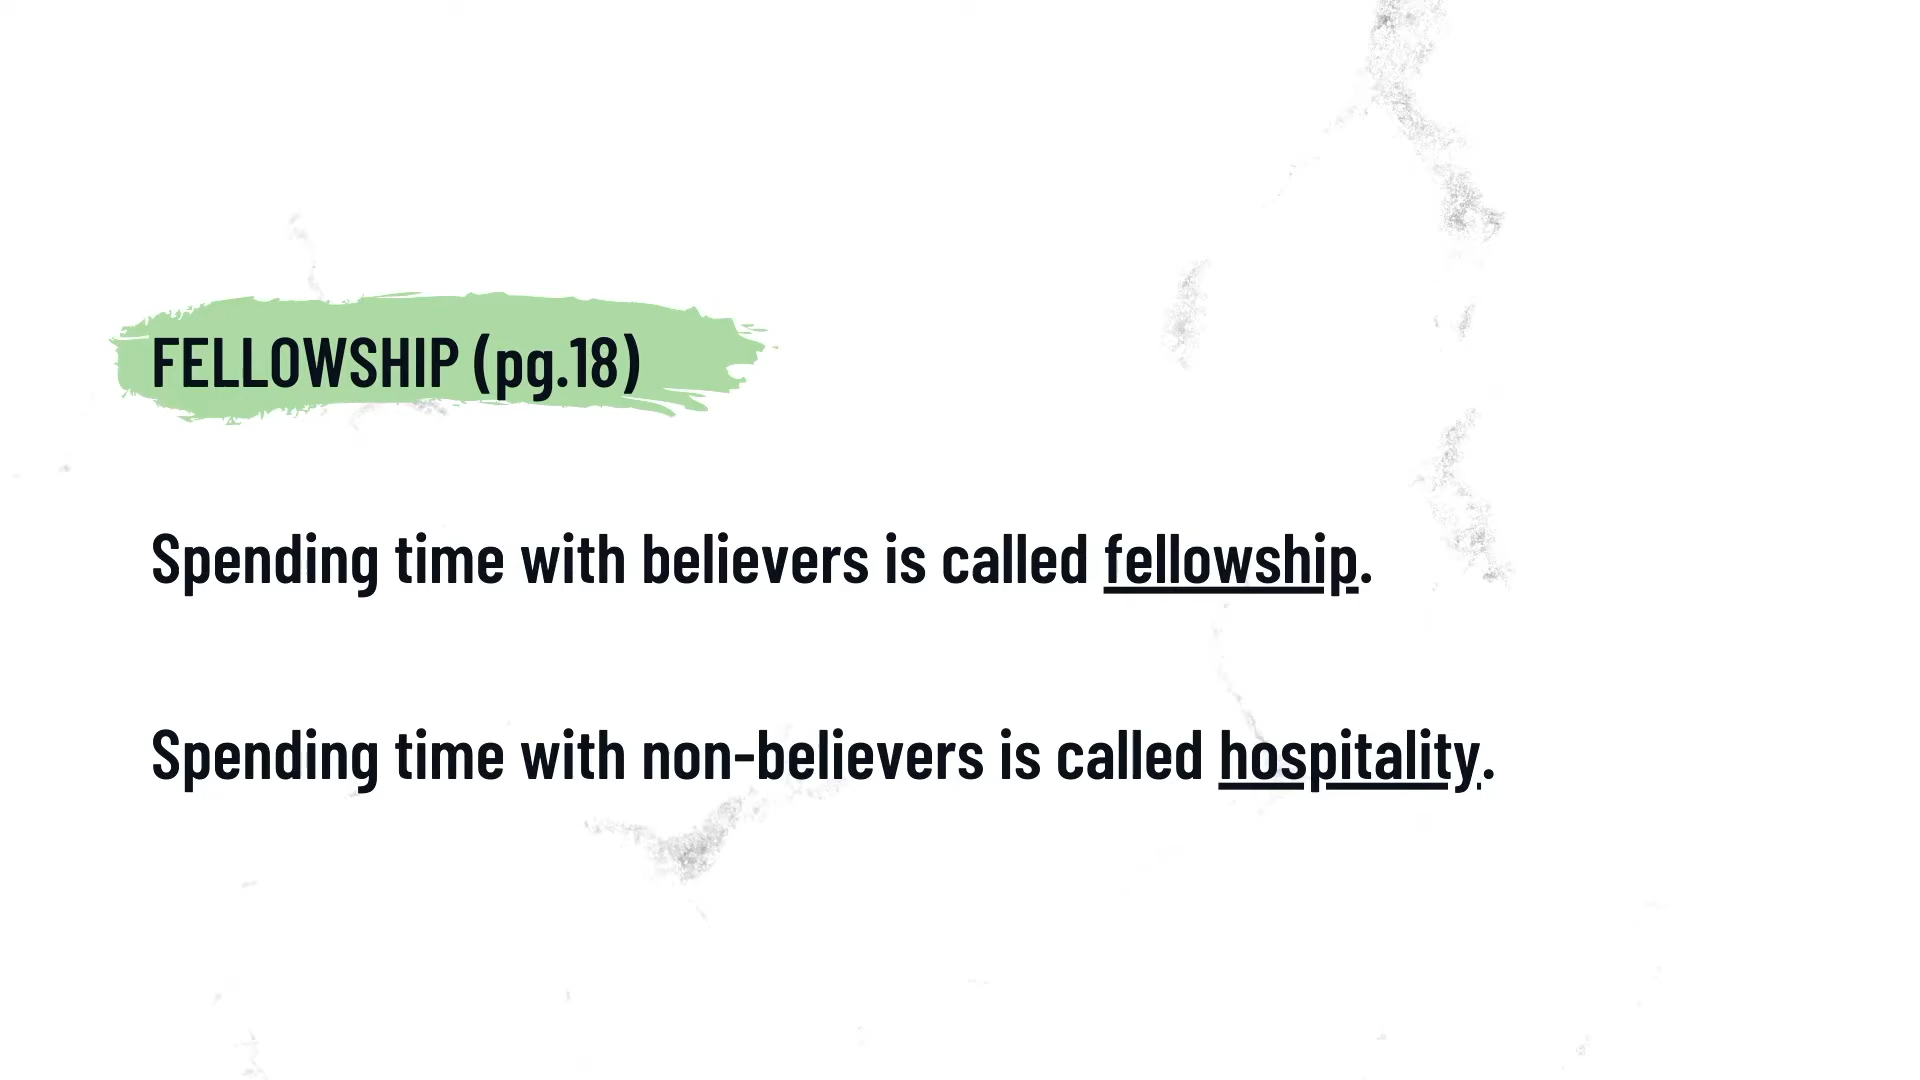 FELLOWSHIP (pg.18)
Spending time with believers is called fellowship.
Spending time with non-believers is called hospitality.